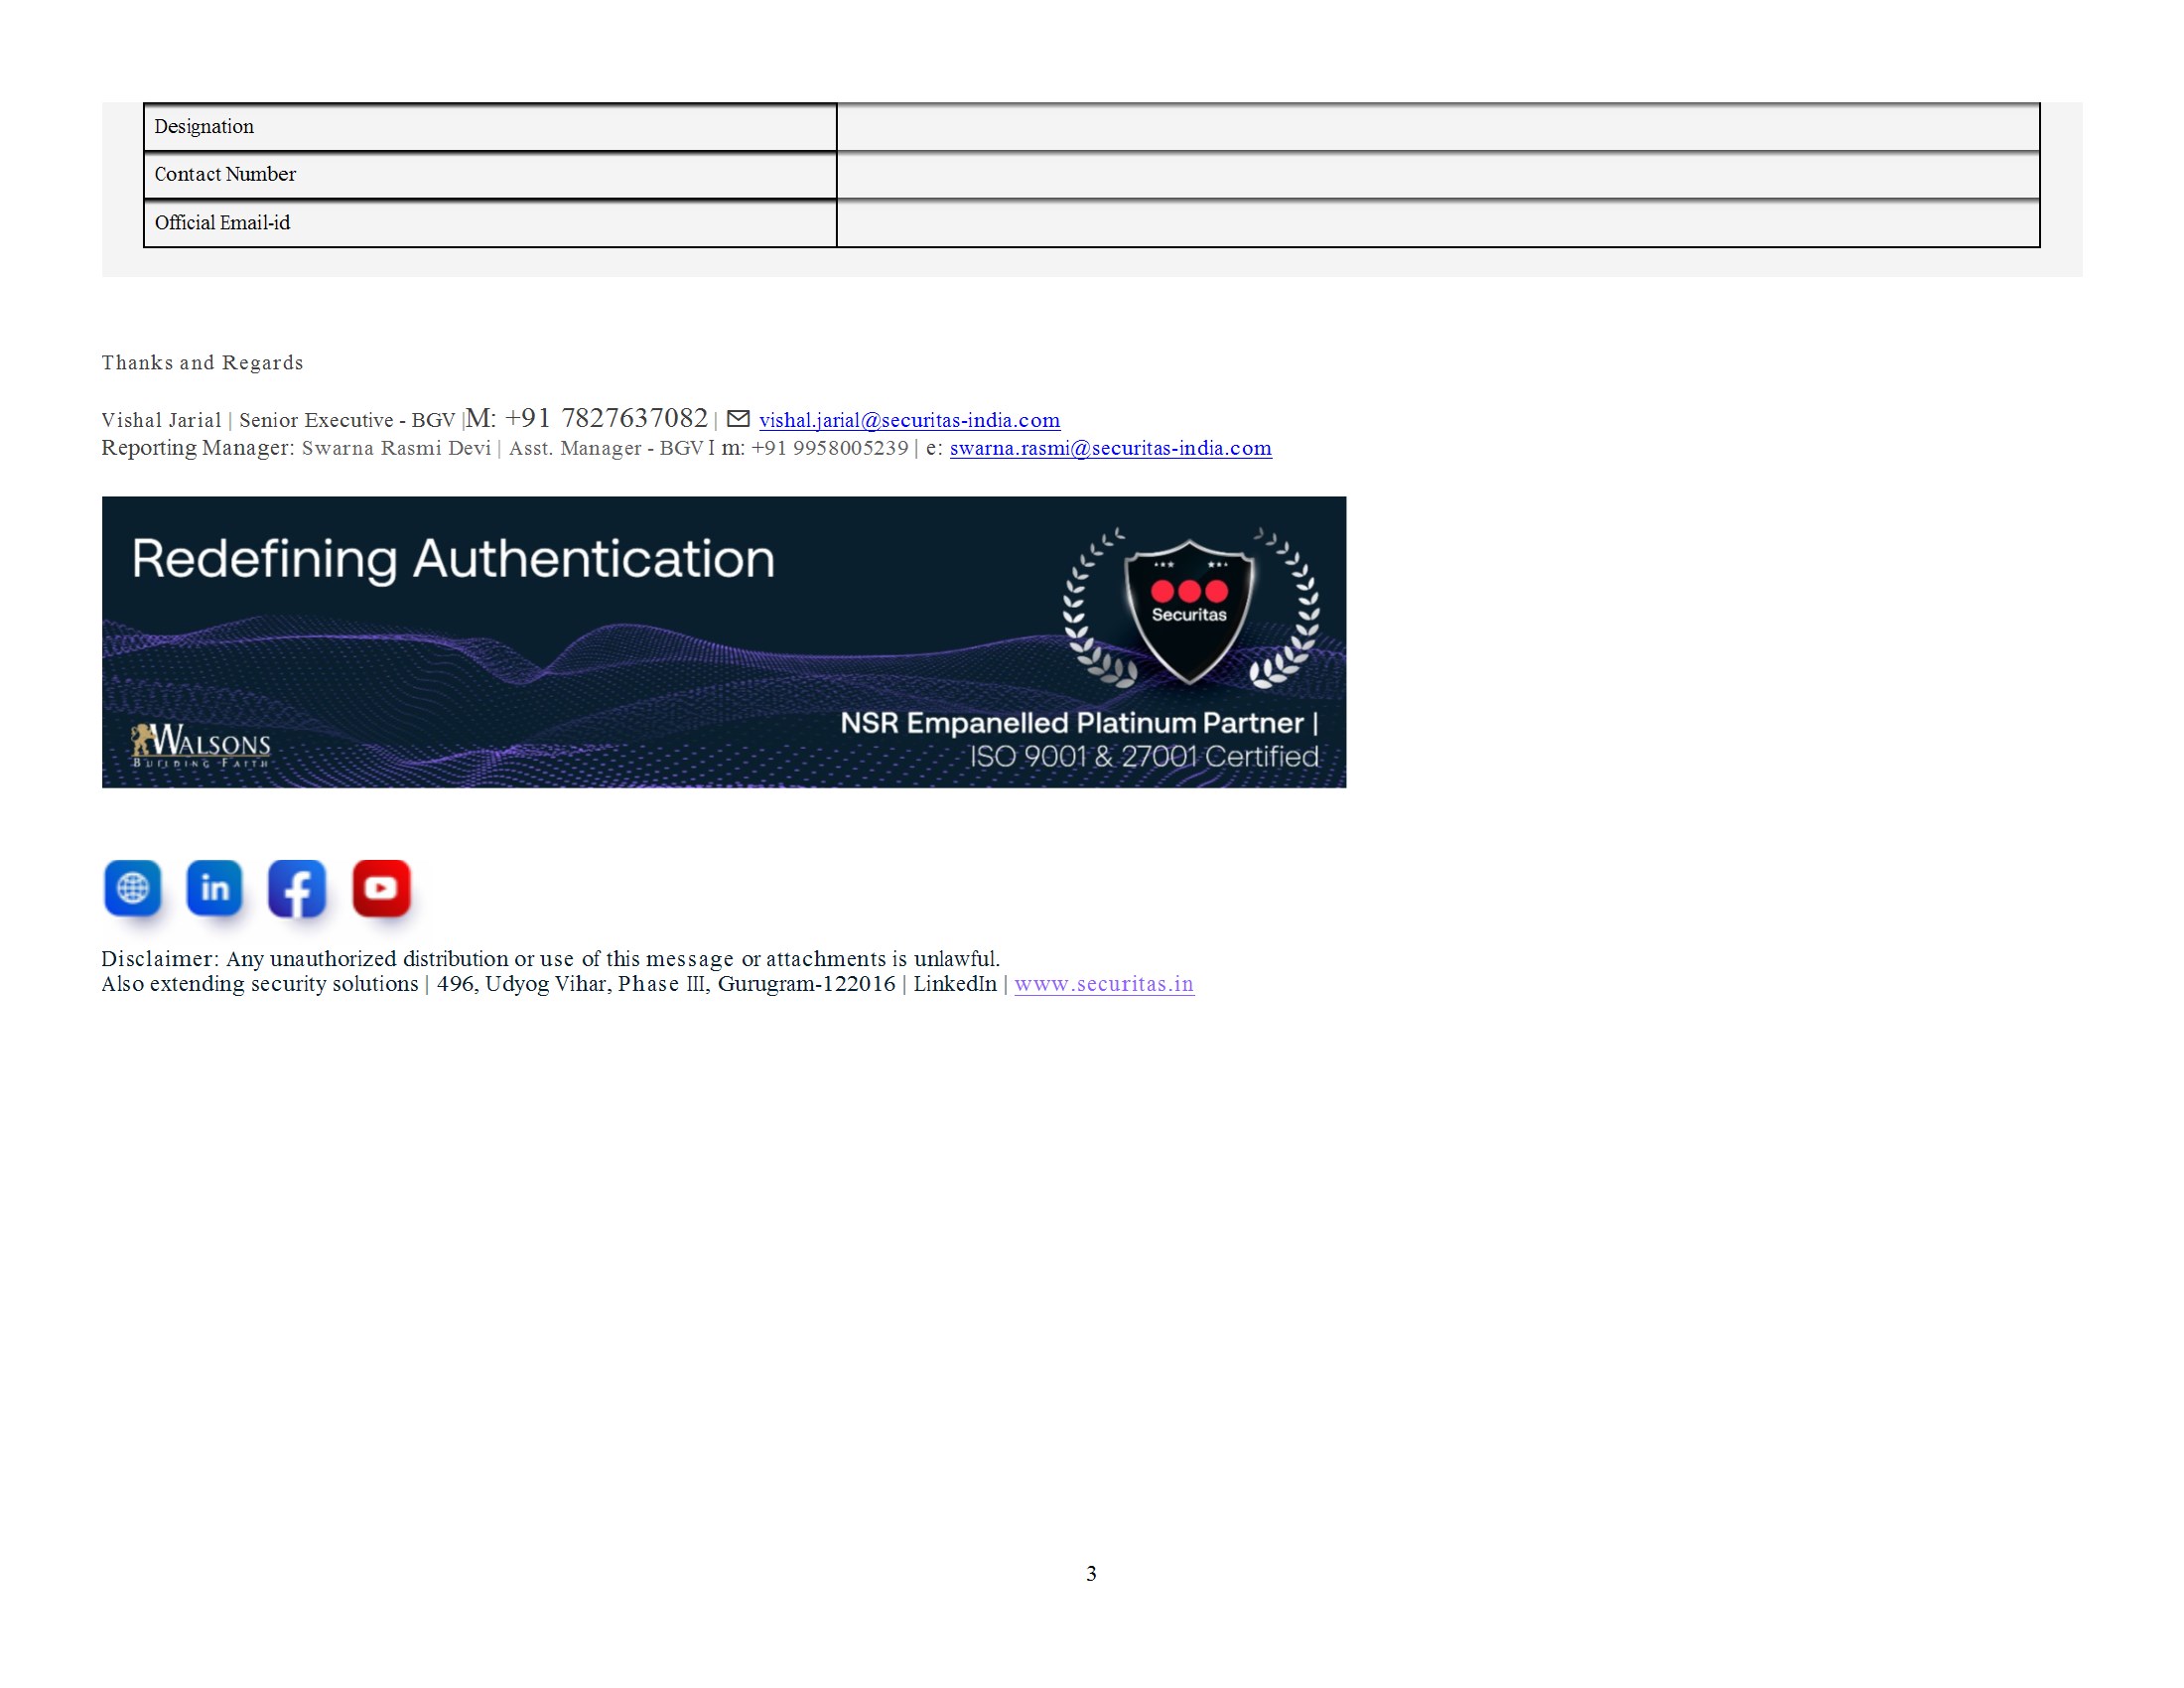 Designation
Contact Number
Official Email-id
Thanks and Regards
Vishal Jarial | Senior Executive - BGV |M: +91 7827637082 | vishal.jarial@securitas-india.com
Reporting Manager: Swarna Rasmi Devi | Asst. Manager - BGV I m: +91 9958005239 | e: swarna.rasmi@securitas-india.com
Redefining Authentication
Securitas
NSR Empanelled Platinum Partner |
ISO 9001 & 27001 Certified
WALSONS
BUILDING FAITH
in
Disclaimer: Any unauthorized distribution or use of this message or attachments is unlawful.
Also extending security solutions | 496, Udyog Vihar, Phase III, Gurugram-122016 | LinkedIn | www.securitas.in
3